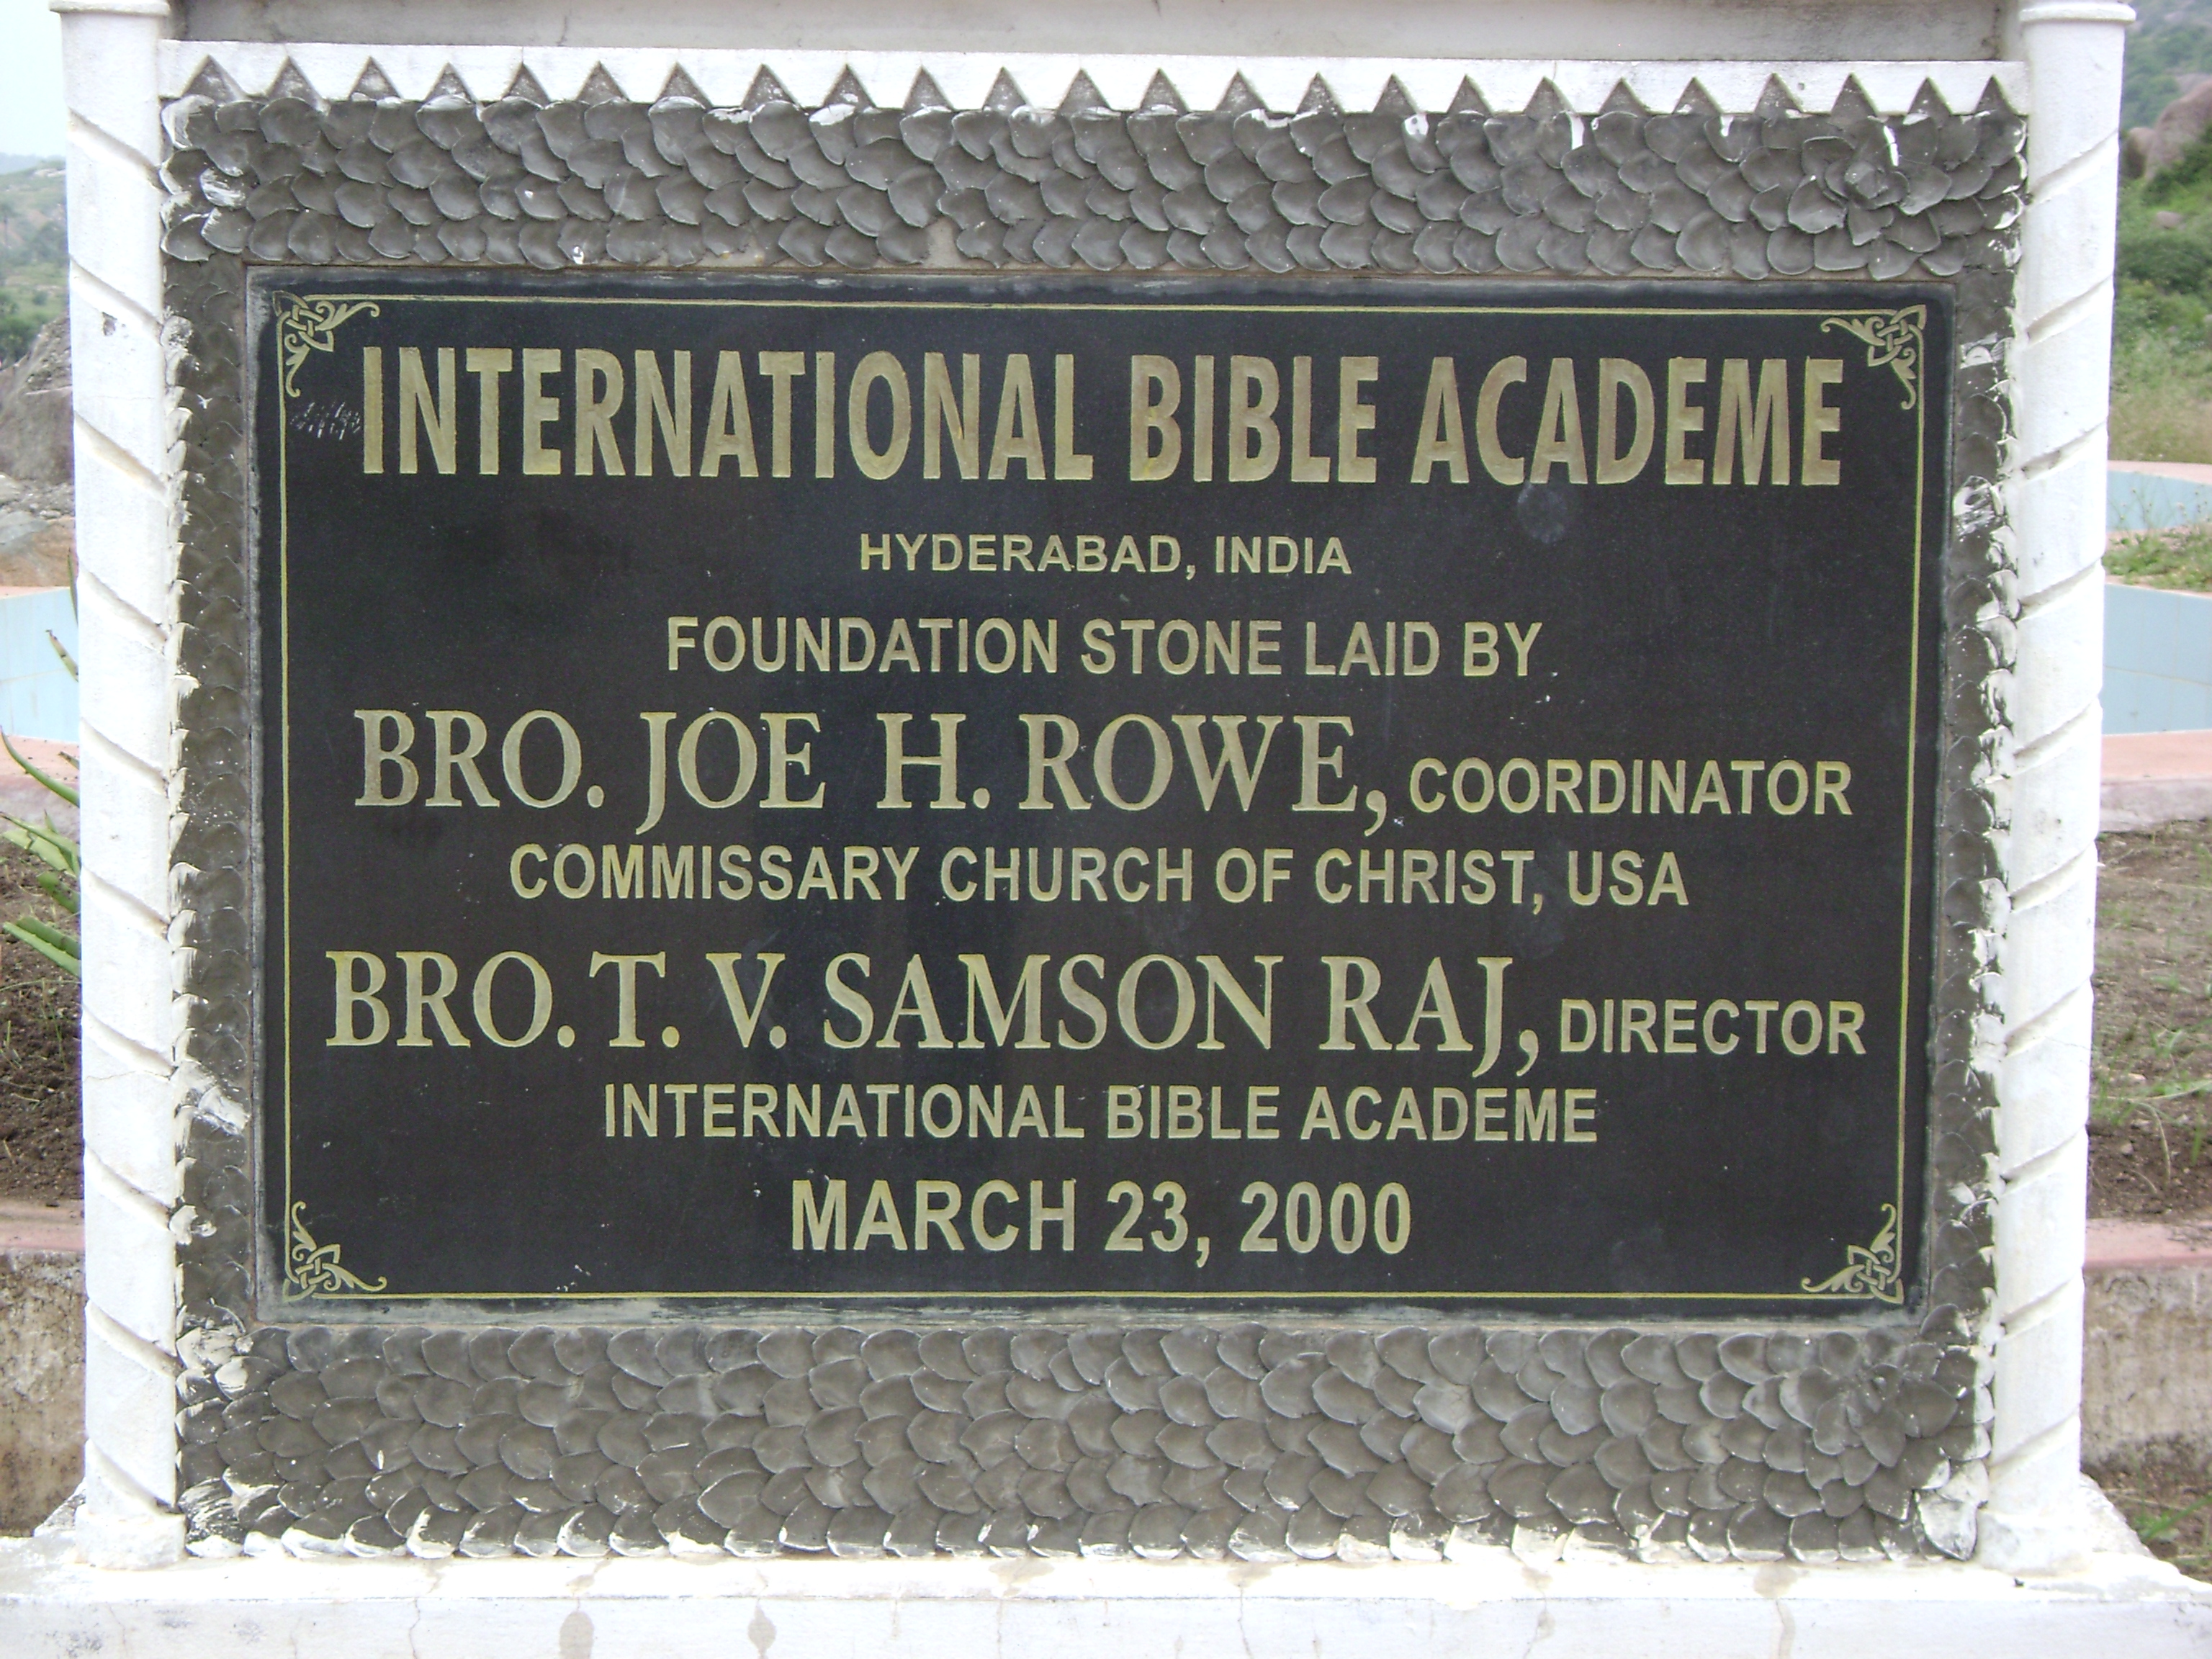 INTERNATIONAL BIBLE ACADEME
HYDERABAD, INDIA
FOUNDATION STONE LAID BY
BRO. JOE H. ROWE, COORDINATOR
COMMISSARY CHURCH OF CHRIST, USA
BRO. T. V. SAMSON RAJ, DIRECTOR
INTERNATIONAL BIBLE ACADEME
MARCH 23, 2000